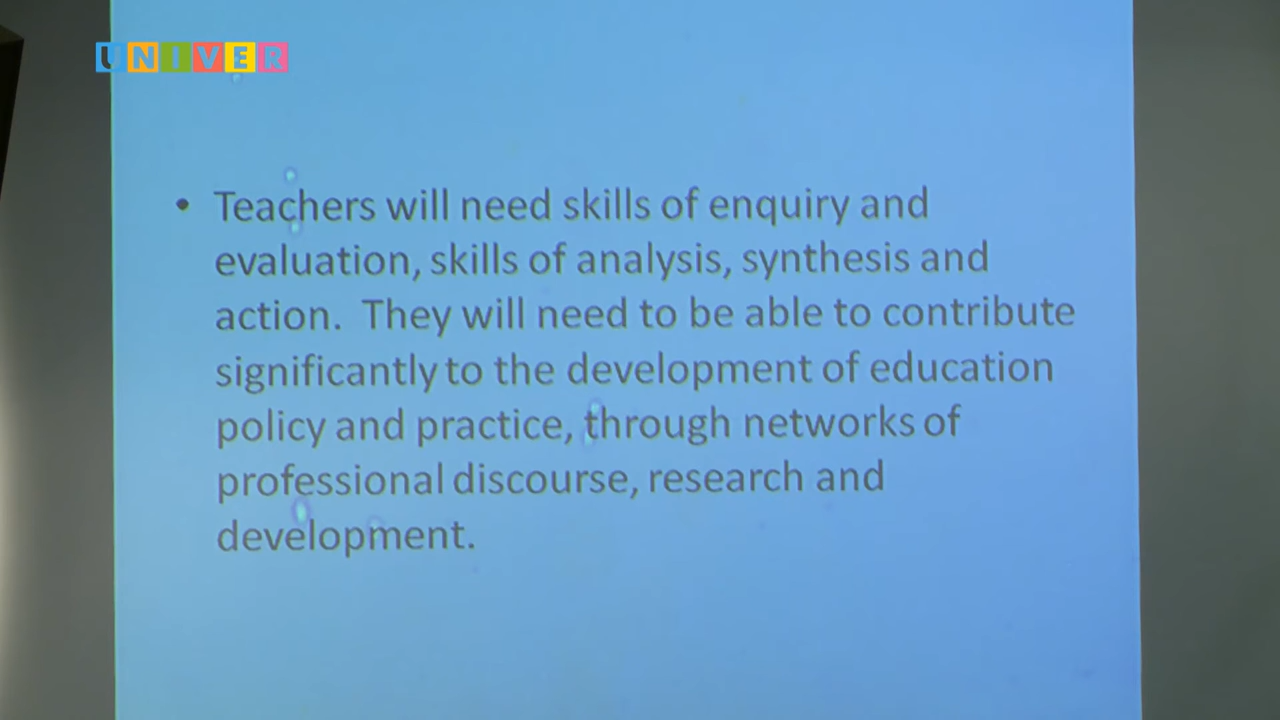 UNIVER
• Teachers will need skills of enquiry and
evaluation, skills of analysis, synthesis and
action. They will need to be able to contribute
significantly to the development of education
policy and practice, through networks of
professional discourse, research and
development.